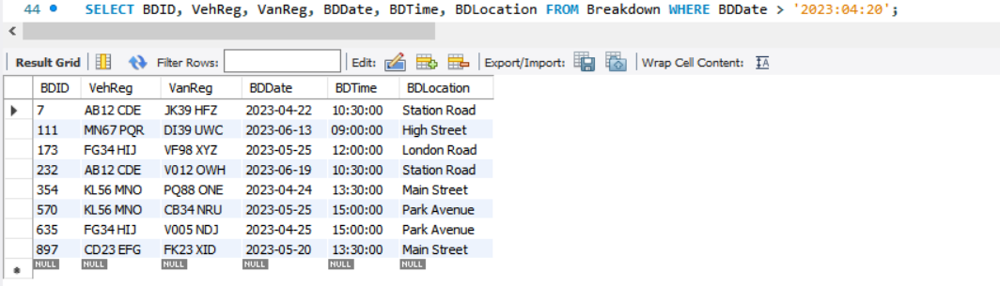 44 SELECT BDID, VehReg, VanReg, BDDate, BDTime, BDLocation FROM Breakdown WHERE BDDate > '2023:04:20';
Result Grid Filter Rows: Edit: Export/Import: Wrap Cell Content: IA
BDID VehReg VanReg BDDate BDTime BDLocation
7 AB12 CDE JK39 HFZ 2023-04-22 10:30:00 Station Road
111 MN67 PQR DI39 UWC 2023-06-13 09:00:00 High Street
173 FG34 HIJ VF98 XYZ 2023-05-25 12:00:00 London Road
232 AB12 CDE V012 OWH 2023-06-19 10:30:00 Station Road
354 KL56 MNO PQ88 ONE 2023-04-24 13:30:00 Main Street
570 KL56 MNO CB34 NRU 2023-05-25 15:00:00 Park Avenue
635 FG34 HIJ V005 NDJ 2023-04-25 15:00:00 Park Avenue
897 CD23 EFG FK23 XID 2023-05-20 13:30:00 Main Street
NULL NULL NULL NULL NULL NULL